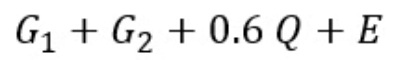 G₁ + G₂ + 0.6 Q + E